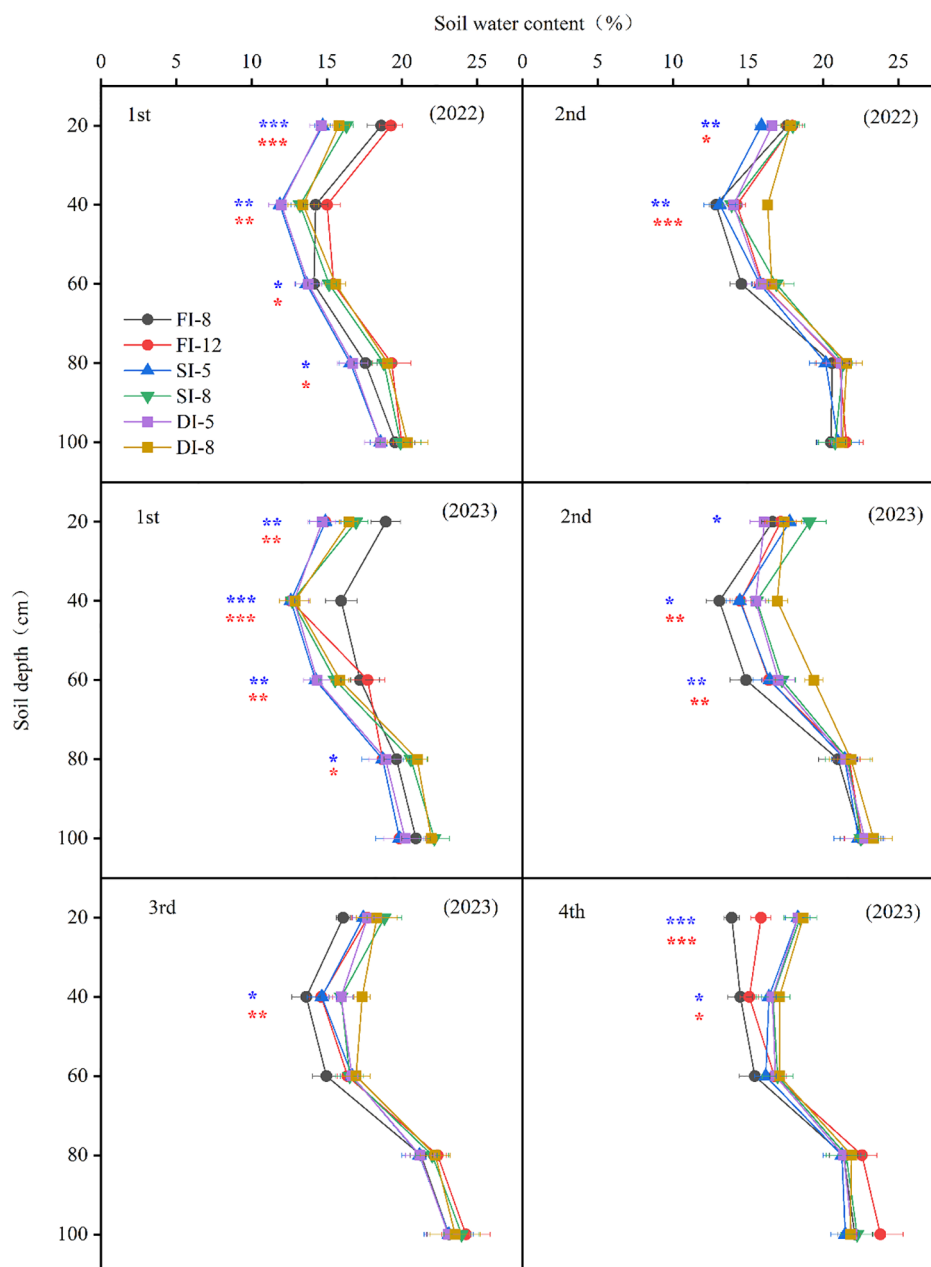 Soil water content（%）
0 5 10 15 20 25 0 5 10 15 20 25
1st (2022) 2nd (2022)
20 *** ** 
*** *
40 ** **
** ***
60 *
*
FI-8
FI-12
SI-5
80 *
SI-8 *
DI-5
100 DI-8
1st (2023) 2nd (2023)
20 ** *
**
40 *** *
*** **
60 ** **
** **
80 *
*
100
Soil depth（cm）
3rd (2023) 4th (2023)
20 ***
***
40 * *
** *
60
80
100